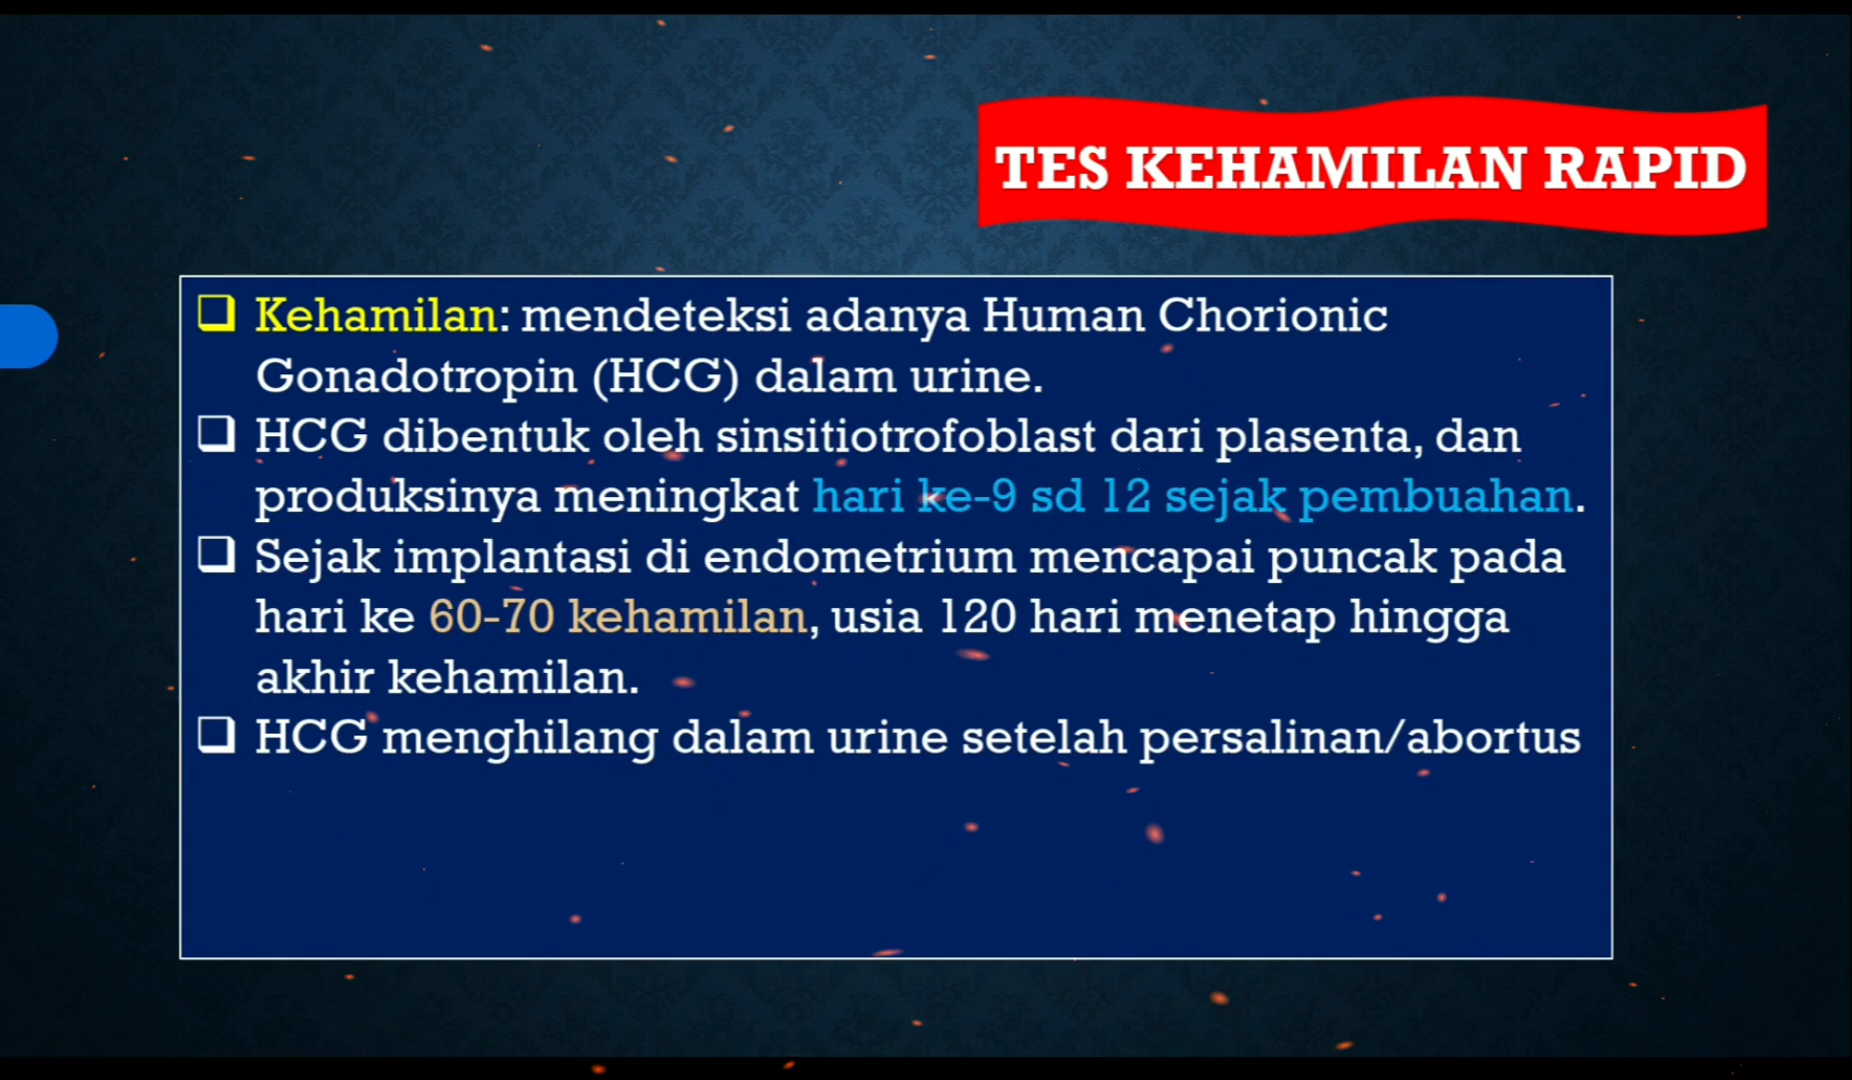 TES KEHAMILAN RAPID
❑ Kehamilan: mendeteksi adanya Human Chorionic
Gonadotropin (HCG) dalam urine.
❑ HCG dibentuk oleh sinsitiotrofoblast dari plasenta, dan
produksinya meningkat hari ke-9 sd 12 sejak pembuahan.
❑ Sejak implantasi di endometrium mencapai puncak pada
hari ke 60-70 kehamilan, usia 120 hari menetap hingga
akhir kehamilan.
❑ HCG menghilang dalam urine setelah persalinan/abortus